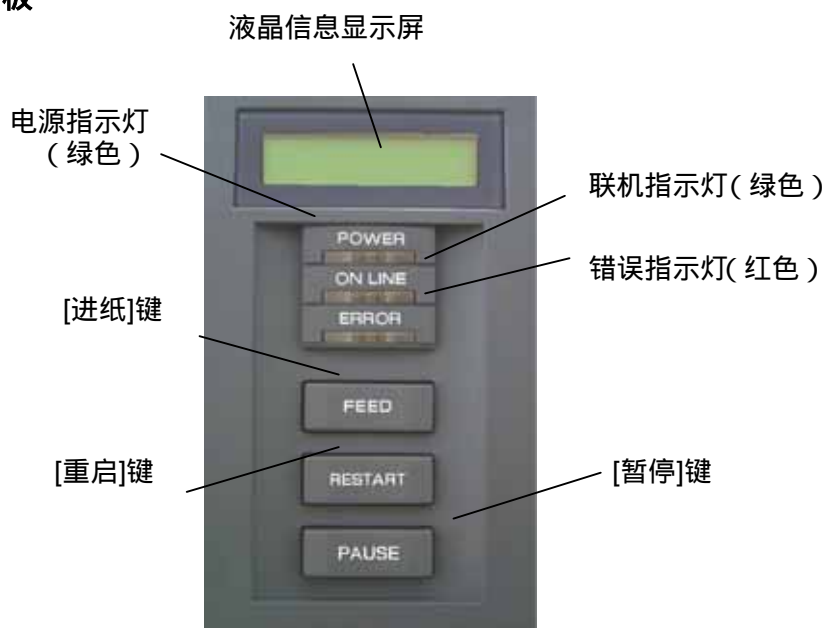 板
液晶信息显示屏
电源指示灯
(绿色)
联机指示灯(绿色)
POWER
ON LINE
错误指示灯(红色)
[进纸]键
ERROR
FEED
[重启]键
RESTART
[暂停]键
PAUSE